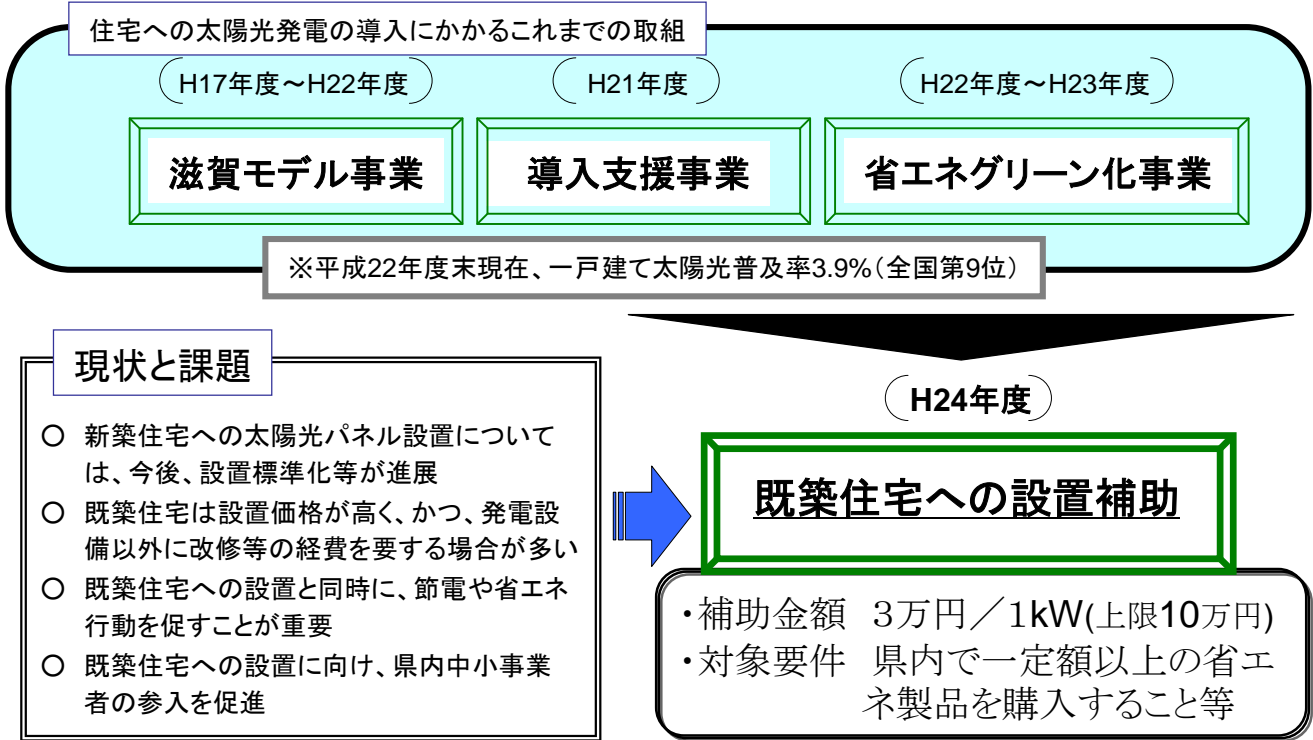 住宅への太陽光発電の導入にかかるこれまでの取組
H17年度～H22年度
H21年度
H22年度～H23年度
滋賀モデル事業
導入支援事業
省エネグリーン化事業
※平成22年度末現在、一戸建て太陽光普及率3.9%(全国第9位)
現状と課題
○ 新築住宅への太陽光パネル設置について
は、今後、設置標準化等が進展
○ 既築住宅は設置価格が高く、かつ、発電設
備以外に改修等の経費を要する場合が多い
○ 既築住宅への設置と同時に、節電や省エネ
行動を促すことが重要
○ 既築住宅への設置に向け、県内中小事業
者の参入を促進
H24年度
既築住宅への設置補助
・補助金額 3万円／1kW(上限10万円)
・対象要件 県内で一定額以上の省エ
ネ製品を購入すること等